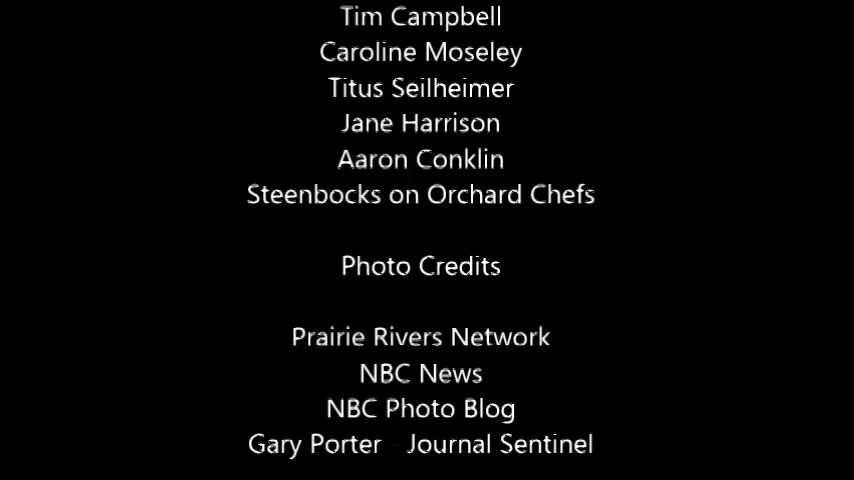 Tim Campbell
Caroline Moseley
Titus Seilheimer
Jane Harrison
Aaron Conklin
Steenbocks on Orchard Chefs
Photo Credits
Prairie Rivers Network
NBC News
NBC Photo Blog
Gary Porter - Journal Sentinel